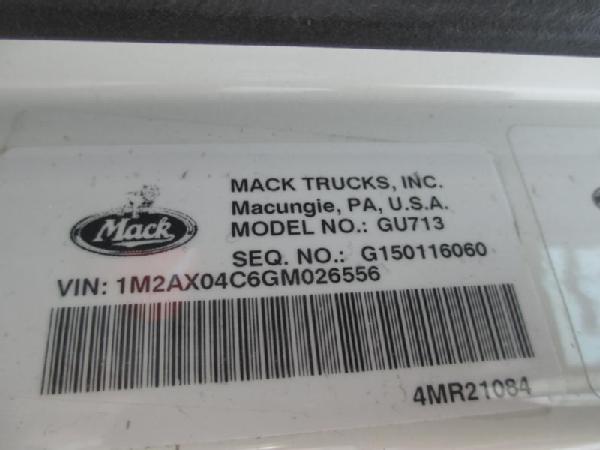 Mack
MACK TRUCKS, INC.
Macungie, PA, U.S.A.
MODEL NO.: GU713
SEQ. NO.: G150116060
VIN: 1M2AX04C6GM026556
4MR21084